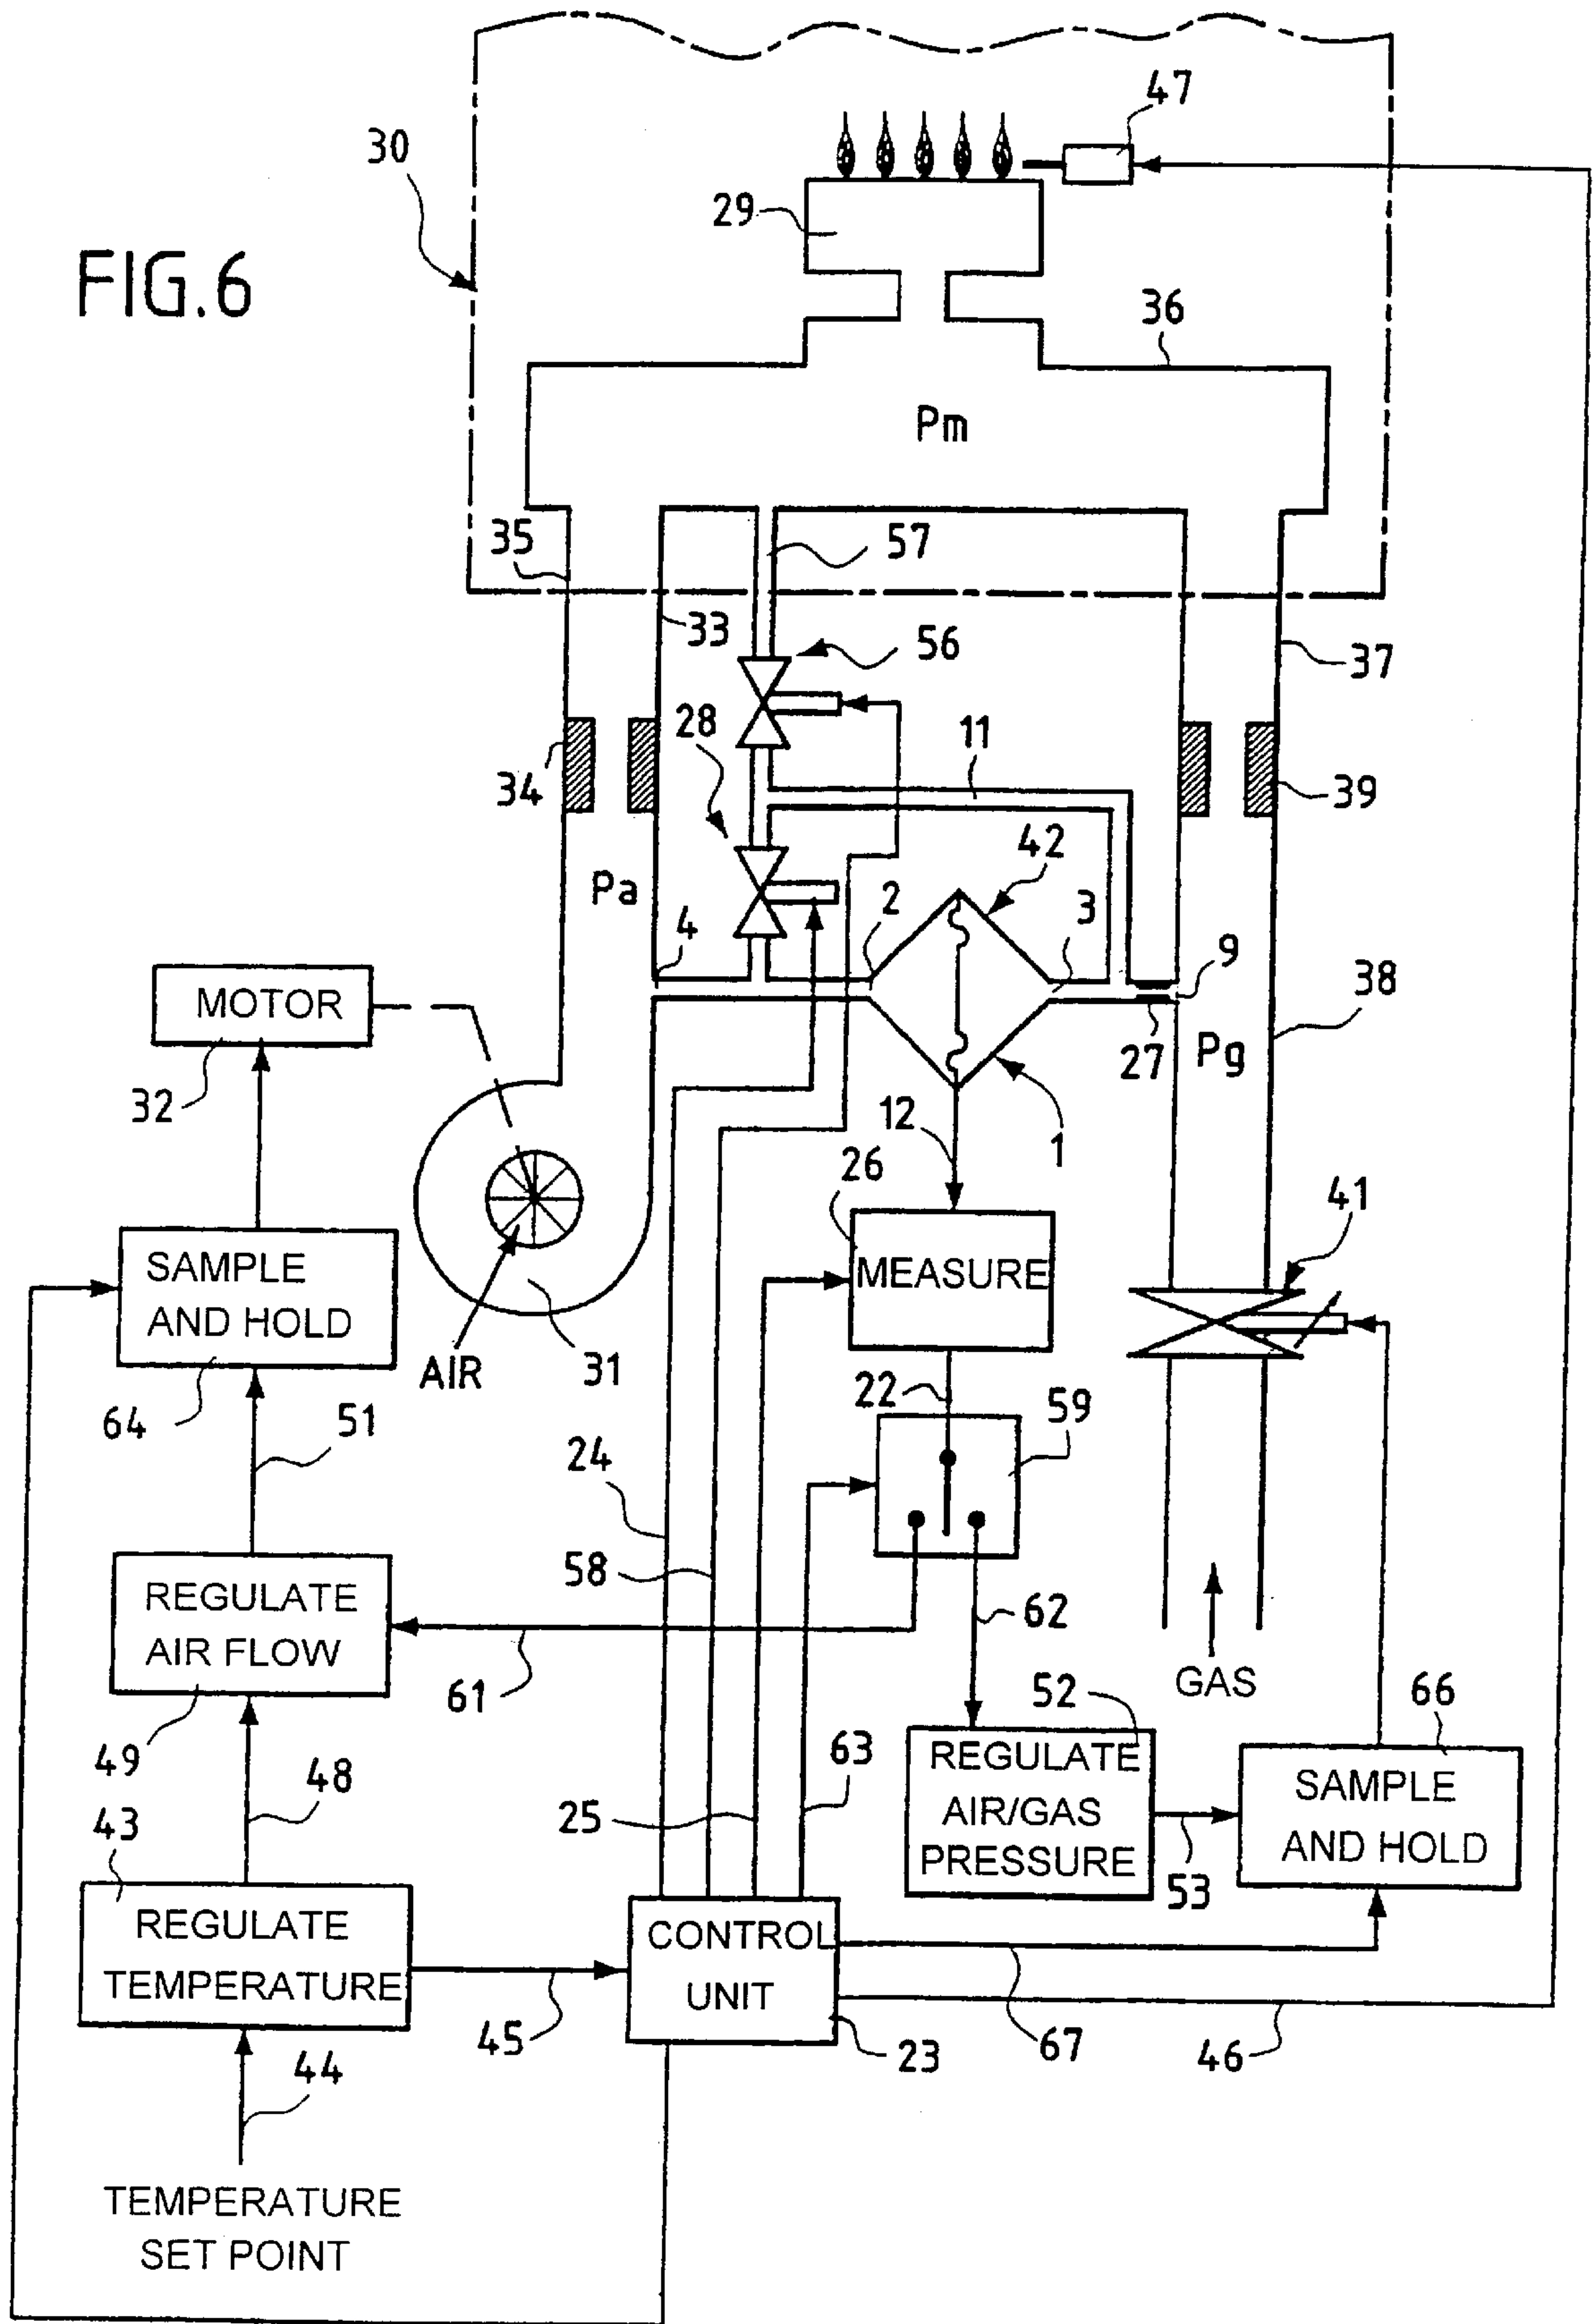 47
30
29
FIG.6
36
Pm
35
57
33
56
37
28
34
11
39
42
Pa
2
3
4
9
MOTOR
38
27
Pg
32
12
1
26
41
SAMPLE
AND HOLD
MEASURE
AIR
31
64
22
59
51
24
58
REGULATE
AIR FLOW
62
61
GAS
52
66
49
63
REGULATE
AIR/GAS
PRESSURE
SAMPLE
AND HOLD
48
25
43
53
REGULATE
TEMPERATURE
CONTROL
UNIT
45
23
67
46
44
TEMPERATURE
SET POINT